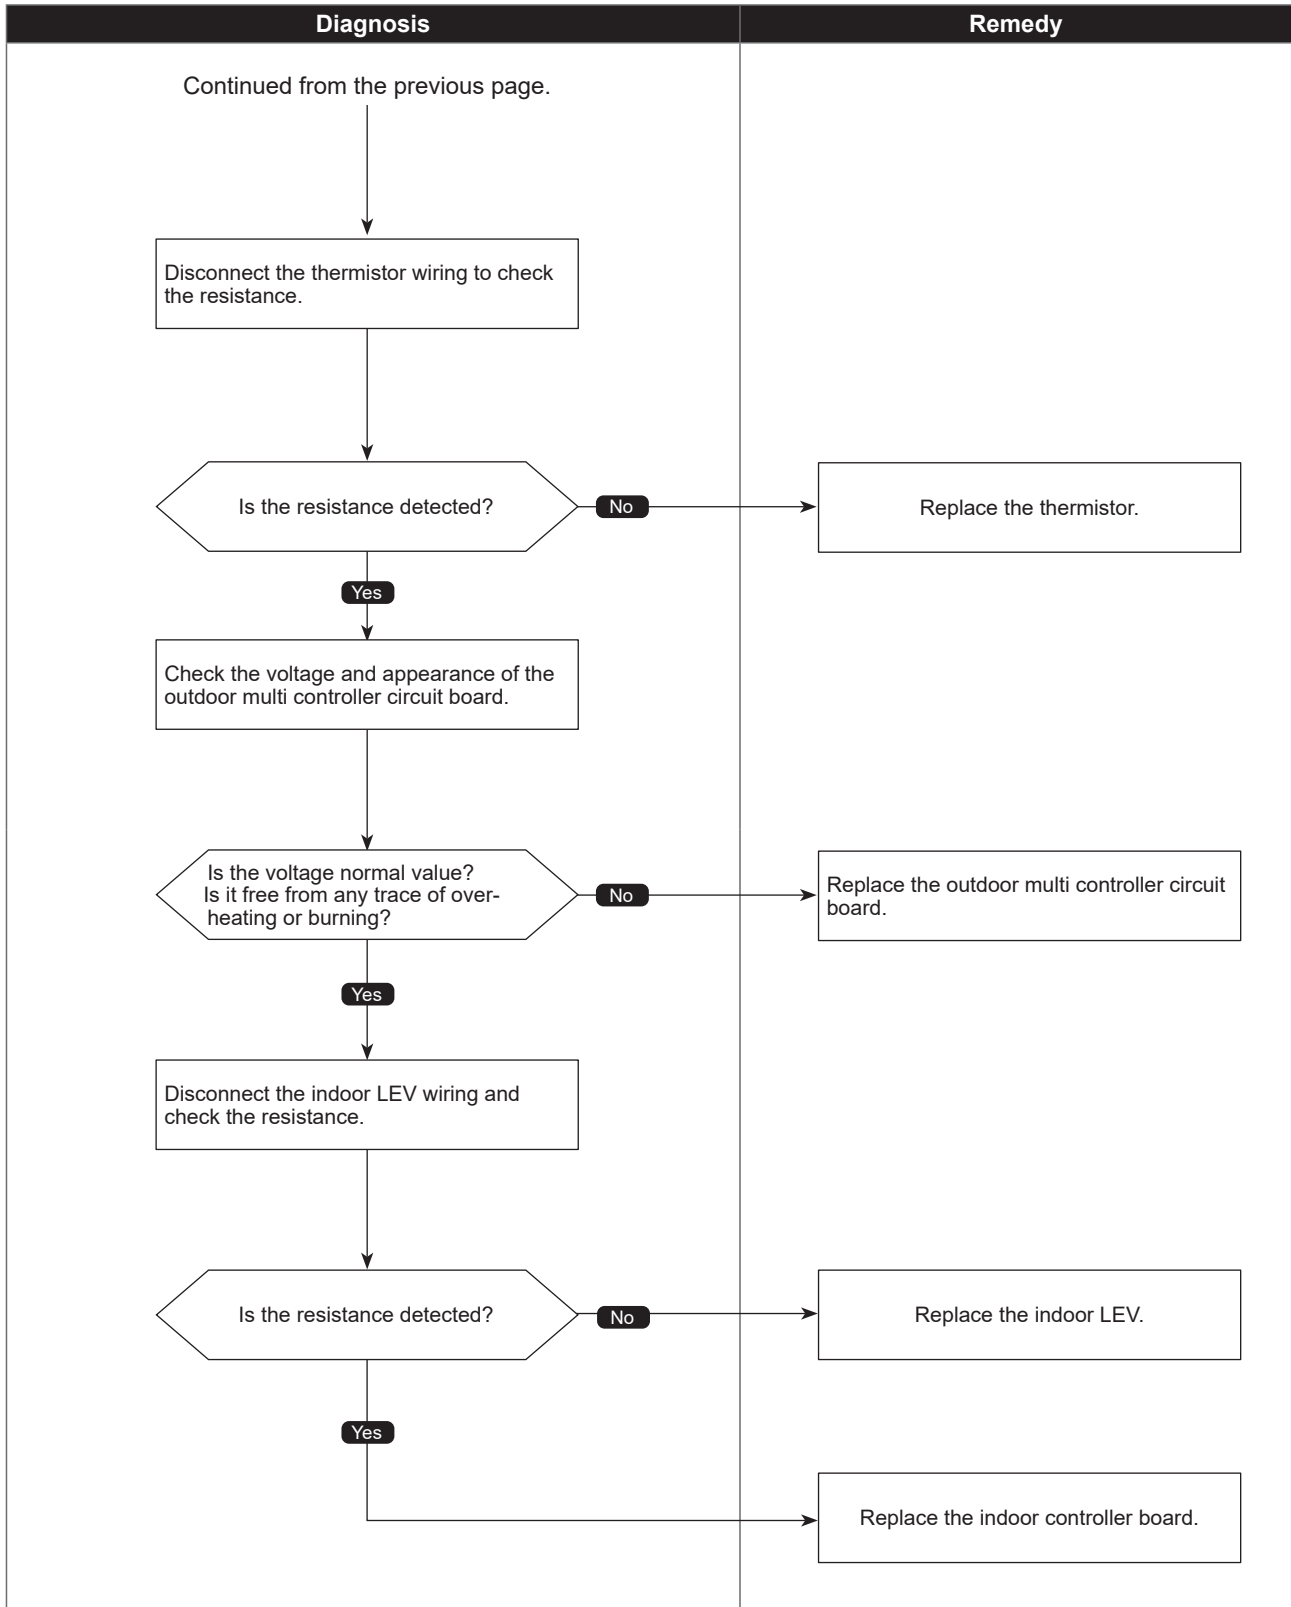 Diagnosis
Remedy
Continued from the previous page.
Disconnect the thermistor wiring to check
the resistance.
Is the resistance detected?
No
Replace the thermistor.
Yes
Check the voltage and appearance of the
outdoor multi controller circuit board.
Is the voltage normal value?
Is it free from any trace of over-
heating or burning?
No
Replace the outdoor multi controller circuit
board.
Yes
Disconnect the indoor LEV wiring and
check the resistance.
Is the resistance detected?
No
Replace the indoor LEV.
Yes
Replace the indoor controller board.